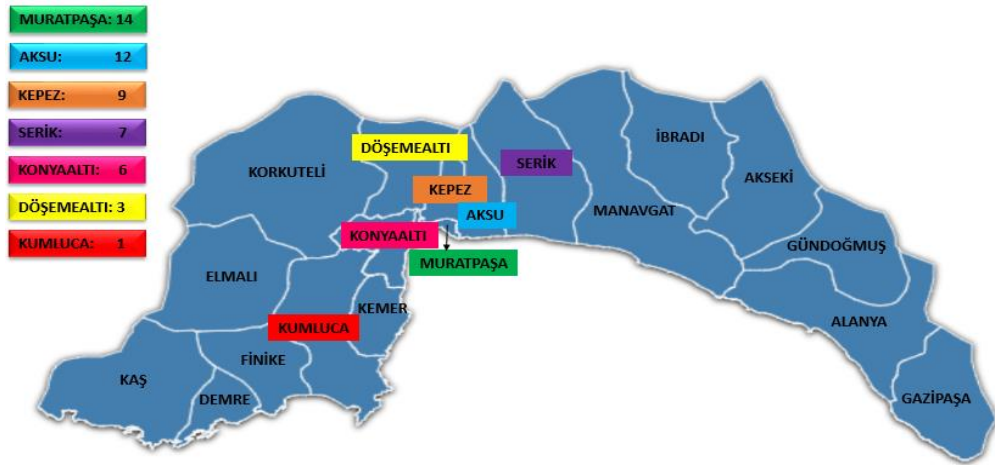 MURATPAŞA: 14
AKSU: 12
KEPEZ: 9
SERİK: 7
KONYAALTI: 6
DÖŞEMEALTI: 3
KUMLUCA: 1
KORKUTELİ
DÖŞEMEALTI
SERİK
İBRADI
AKSEKİ
KEPEZ
AKSU
MANAVGAT
KONYAALTI
GÜNDOĞMUŞ
MURATPAŞA
ELMALI
KEMER
ALANYA
KUMLUCA
FİNİKE
KAŞ
DEMRE
GAZİPAŞA